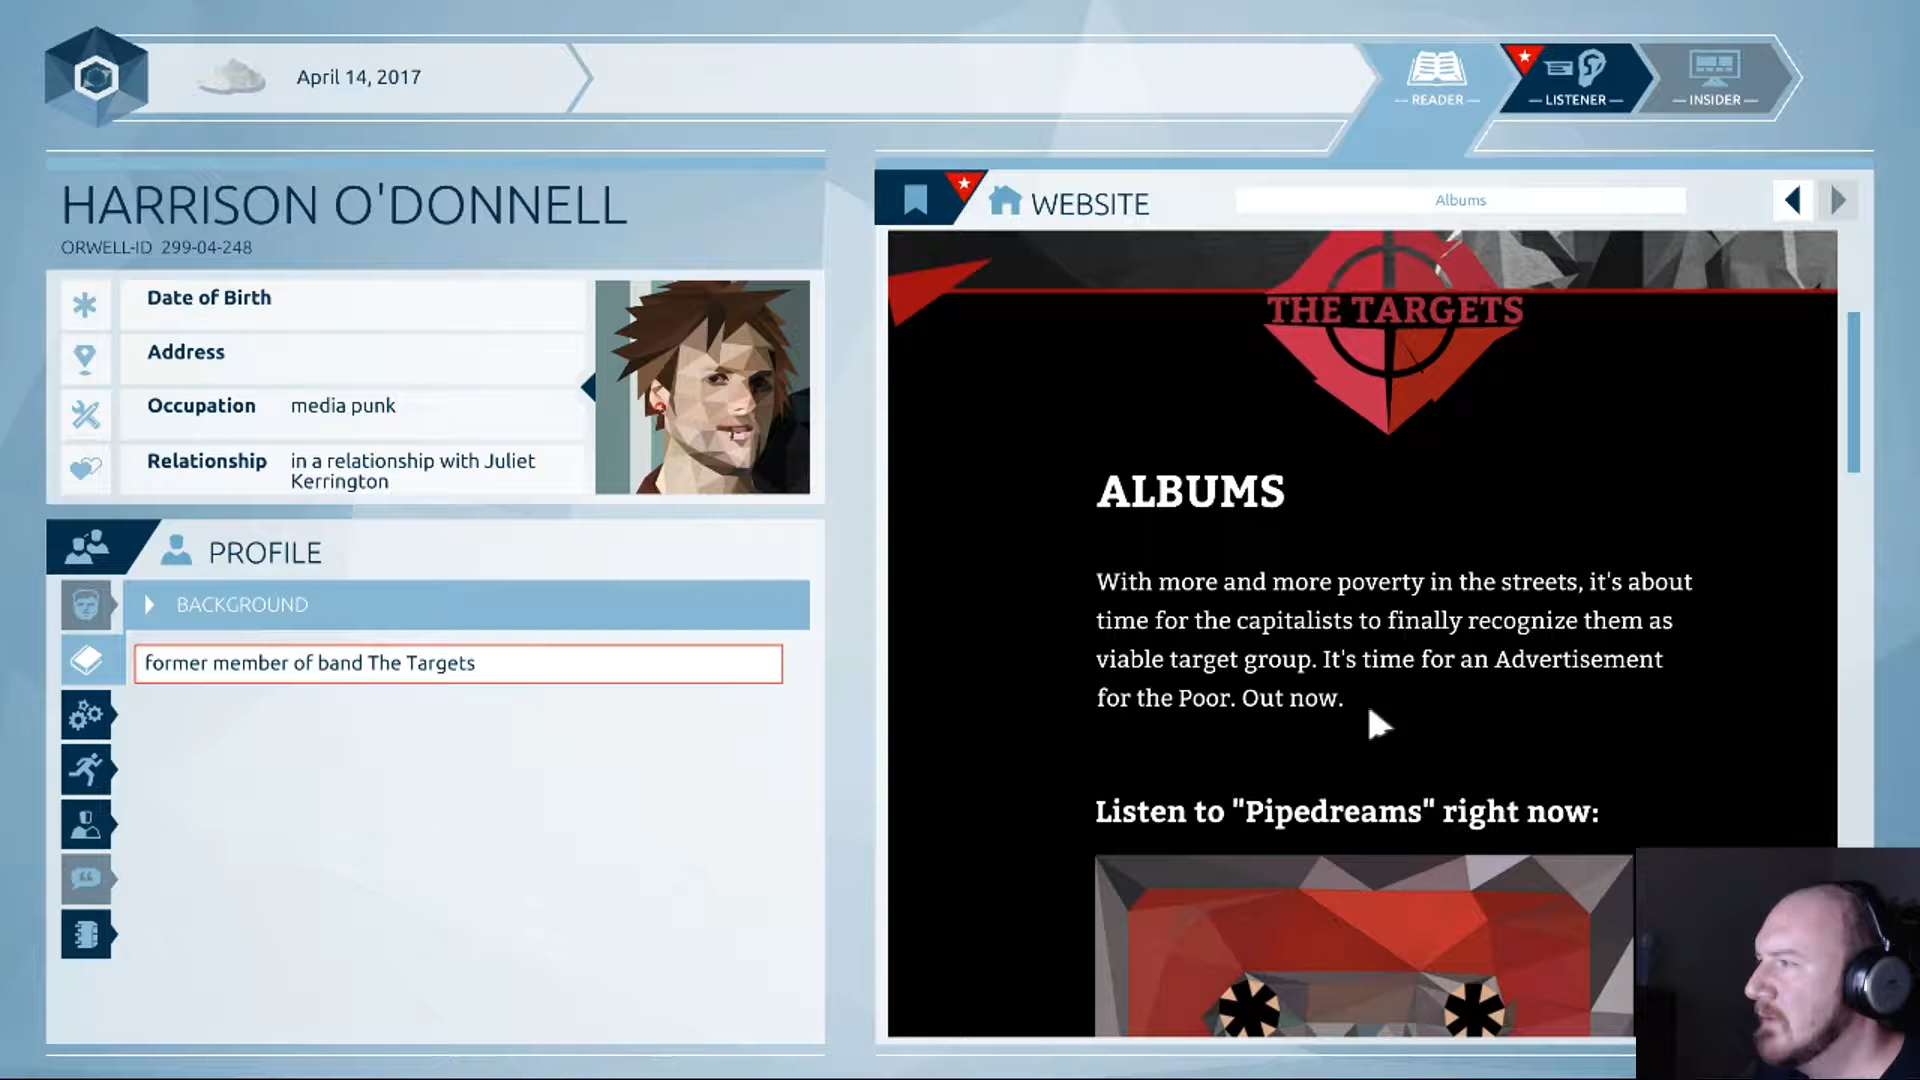 April 14, 2017
READER
LISTENER
INSIDER
HARRISON O'DONNELL
ORWELL-ID 299-04-248
Date of Birth
Address
Occupation media punk
Relationship in a relationship with Juliet
Kerrington
PROFILE
BACKGROUND
former member of band The Targets
WEBSITE
Albums
THE TARGETS
ALBUMS
With more and more poverty in the streets, it's about
time for the capitalists to finally recognize them as
viable target group. It's time for an Advertisement
for the Poor. Out now.
Listen to "Pipedreams" right now: